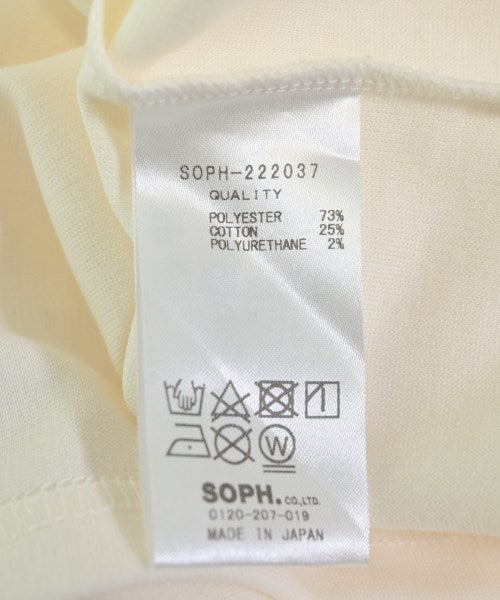 SOPH-222037
QUALITY
POLYESTER 73%
COTTON 25%
POLYURETHANE 2%
W
SOPH. CO.,LTD.
0120-207-019
MADE IN JAPAN